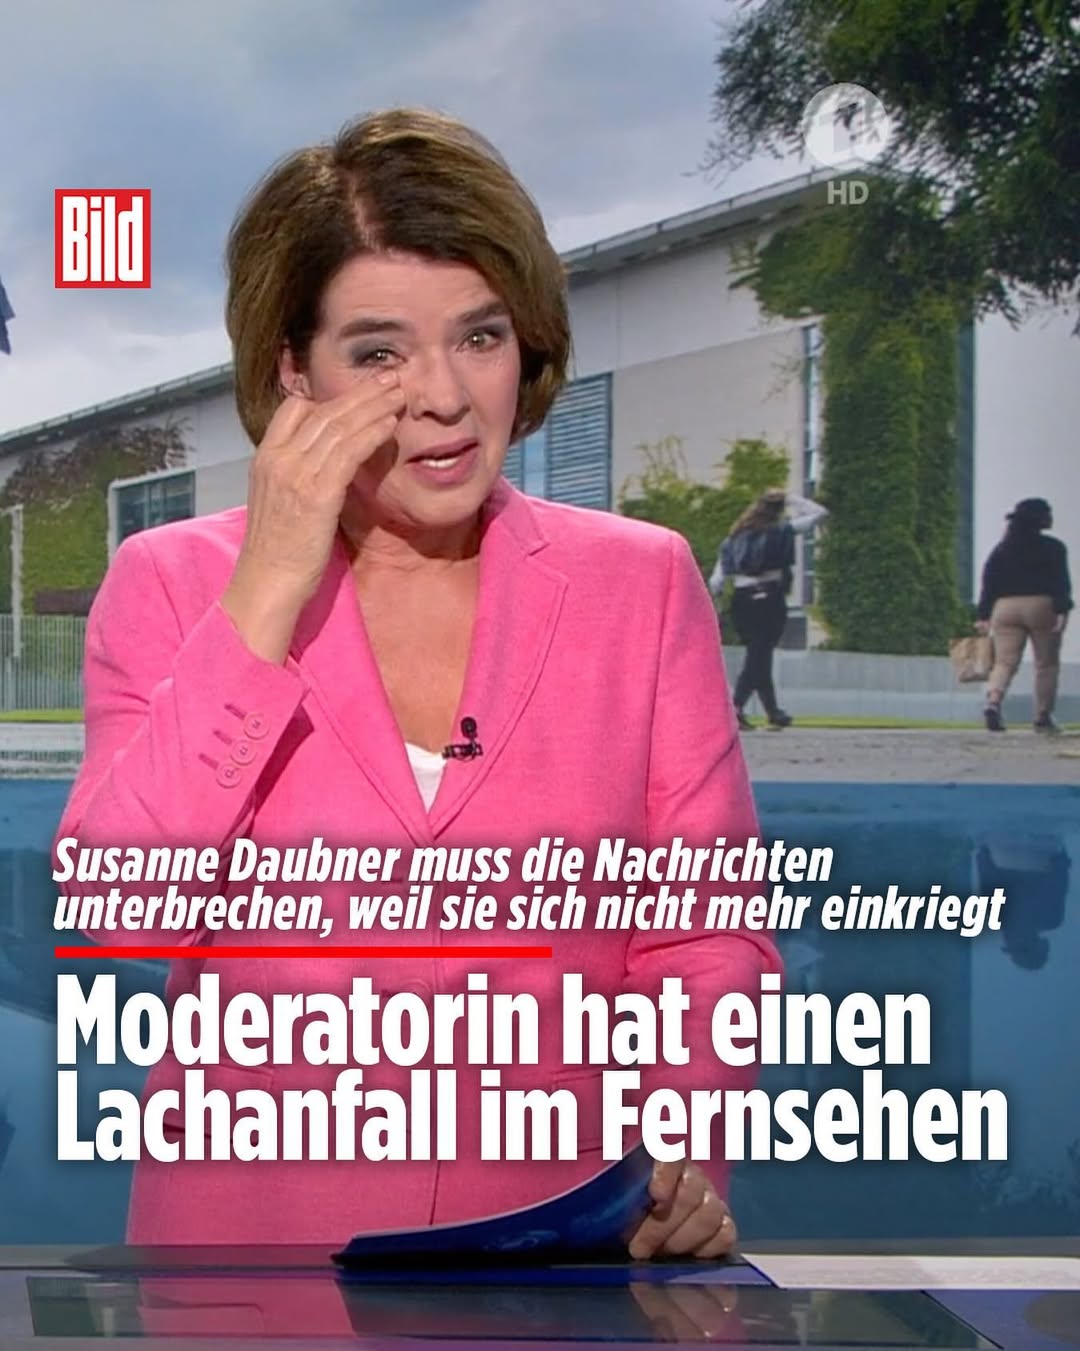 1
HD
Bild
Susanne Daubner muss die Nachrichten
unterbrechen, weil sie sich nicht mehr einkriegt
Moderatorin hat einen
Lachanfall im Fernsehen